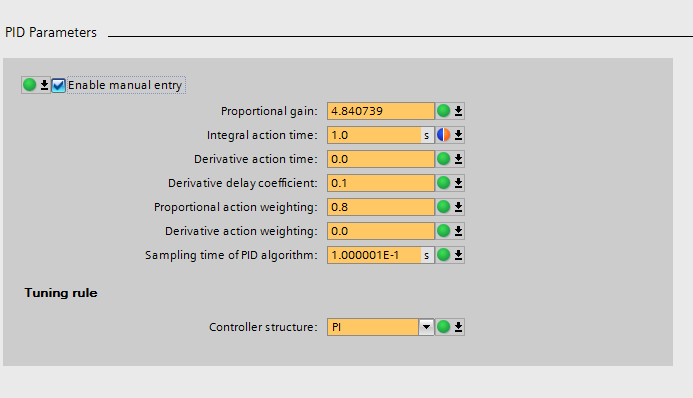 PID Parameters
Enable manual entry
Proportional gain: 4.840739
Integral action time: 1.0 s
Derivative action time: 0.0
Derivative delay coefficient: 0.1
Proportional action weighting: 0.8
Derivative action weighting: 0.0
Sampling time of PID algorithm: 1.000001E-1 s
Tuning rule
Controller structure: PI